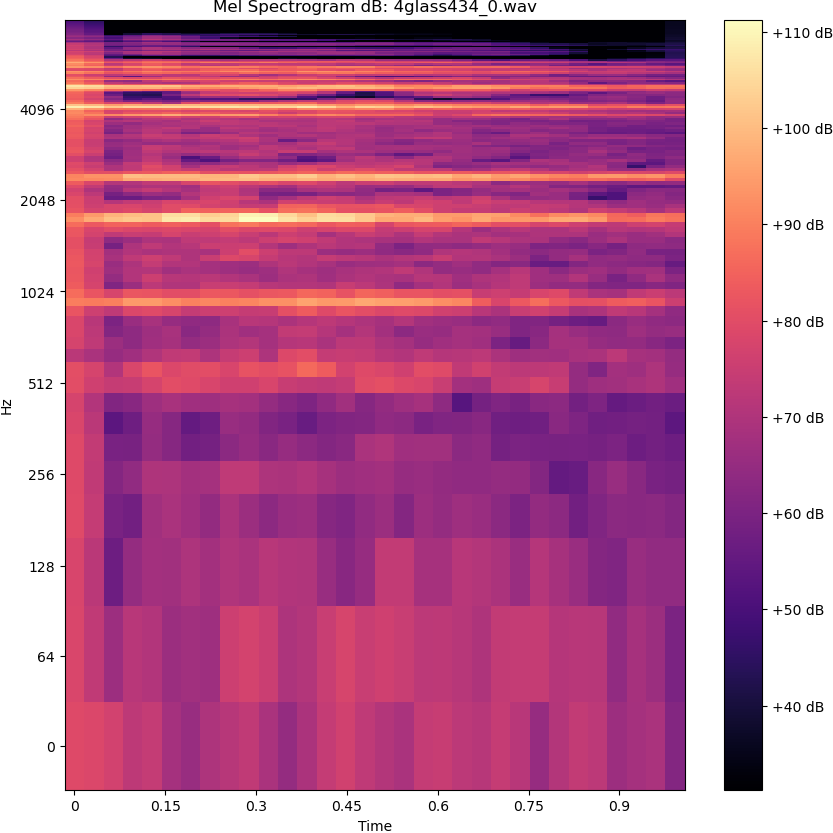 Mel Spectrogram dB: 4glass434_0.wav
+110 dB
4096
+100 dB
2048
+90 dB
1024
+80 dB
512
Hz
+70 dB
256
+60 dB
128
+50 dB
64
+40 dB
0
0 0.15 0.3 0.45 0.6 0.75 0.9
Time